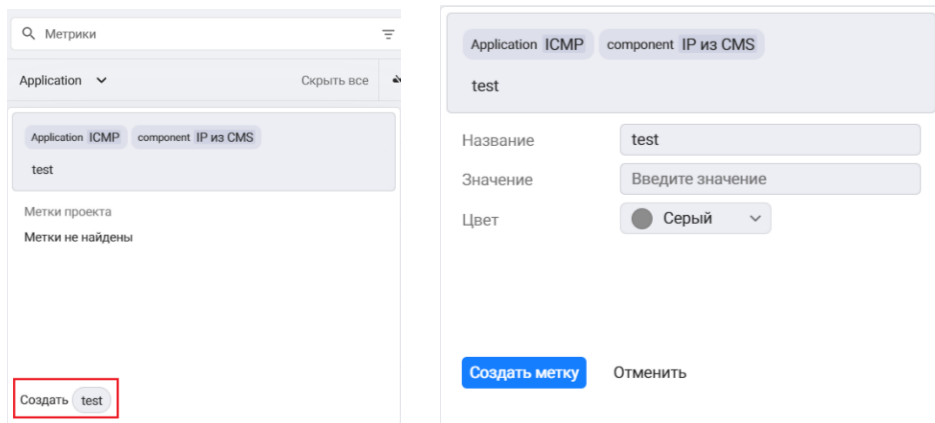 Метрики
Application Скрыть все
Application ICMP component IP из CMS
test
Метки проекта
Метки не найдены
Создать test
Application ICMP component IP из CMS
test
Название test
Значение Введите значение
Цвет Серый
Создать метку Отменить